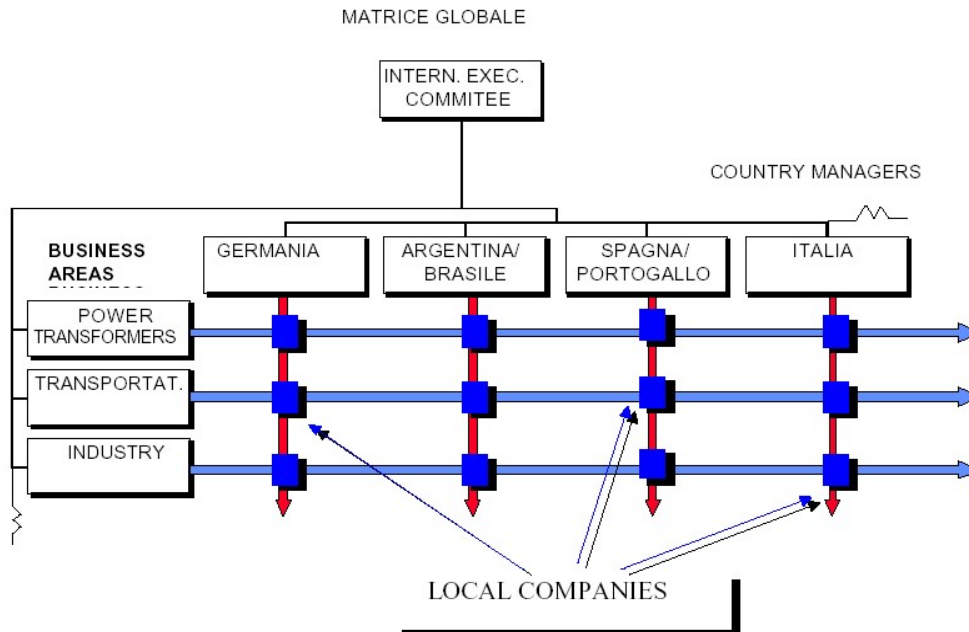 MATRICE GLOBALE
INTERN. EXEC.
COMMITEE
COUNTRY MANAGERS
BUSINESS
AREAS
GERMANIA
ARGENTINA/
BRASILE
SPAGNA/
PORTOGALLO
ITALIA
POWER
TRANSFORMERS
TRANSPORTAT.
INDUSTRY
LOCAL COMPANIES